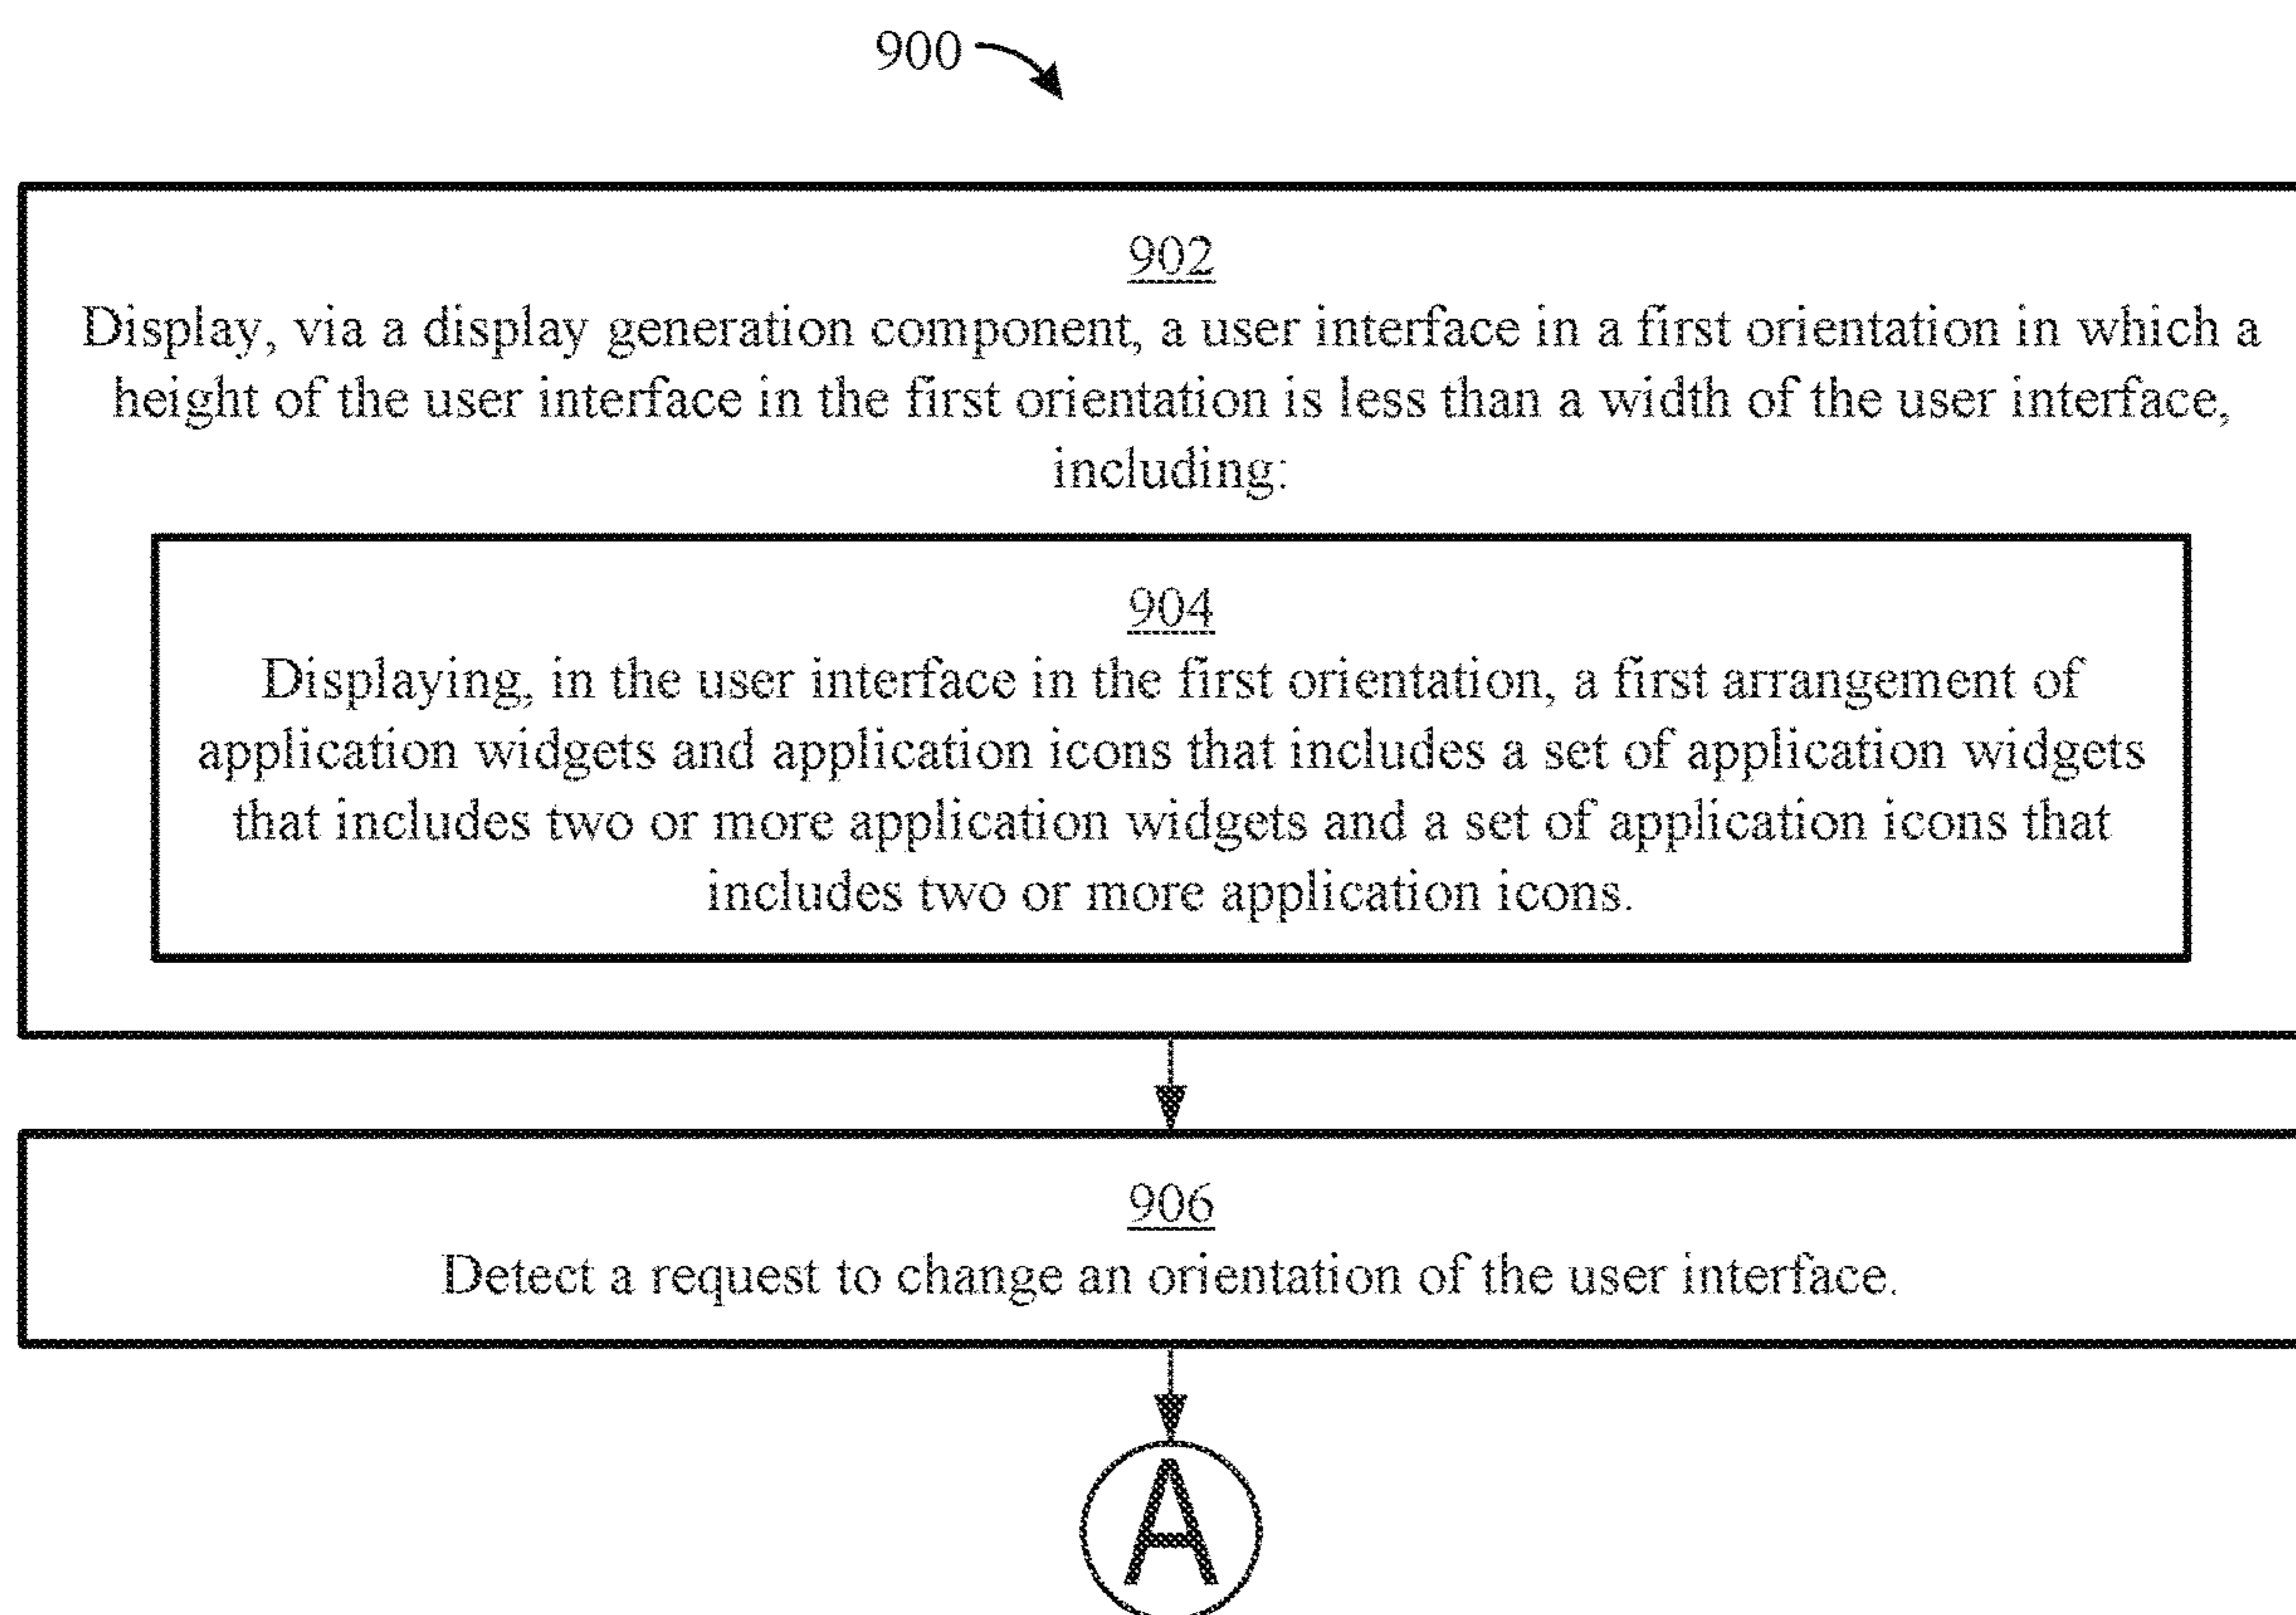 900
902
Display, via a display generation component, a user interface in a first orientation in which a
height of the user interface in the first orientation is less than a width of the user interface,
including:
904
Displaying, in the user interface in the first orientation, a first arrangement of
application widgets and application icons that includes a set of application widgets
that includes two or more application widgets and a set of application icons that
includes two or more application icons.
906
Detect a request to change an orientation of the user interface.
A